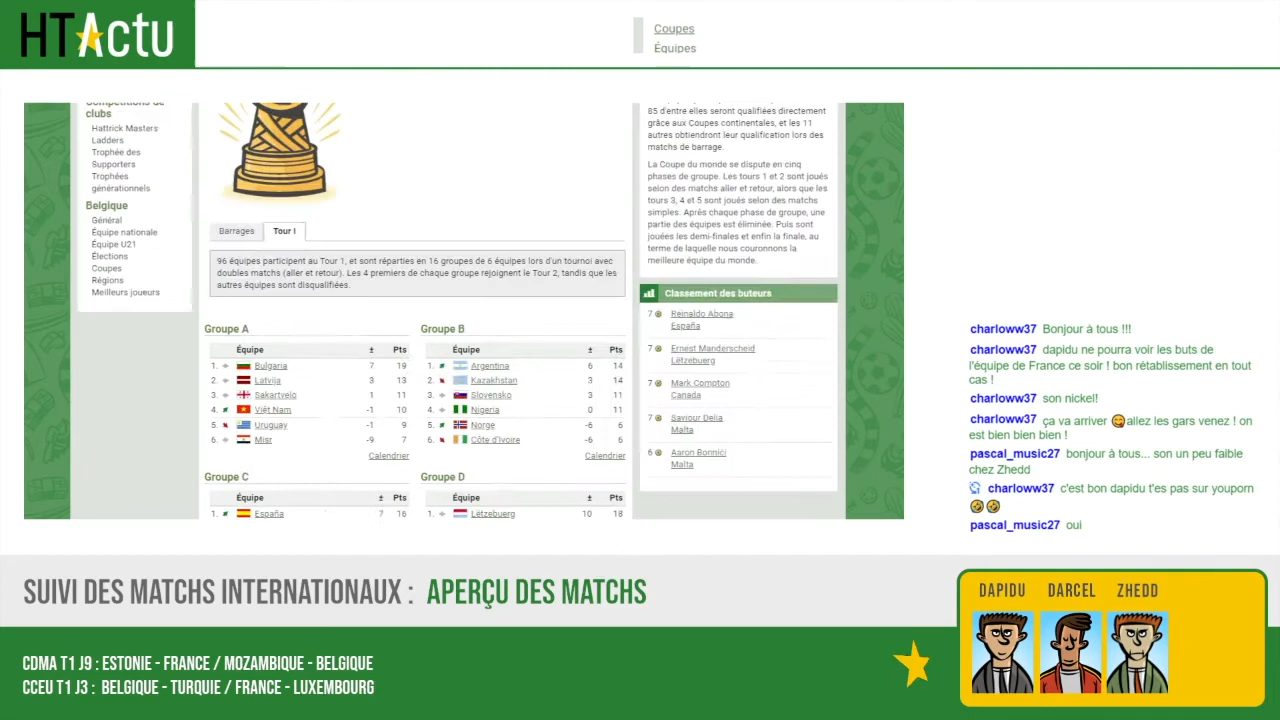 HTActu
Coupes
Équipes
Compétitions de
clubs
Hattrick Masters
Ladders
Trophée des
Supporters
Trophées
générationnels
Belgique
Général
Équipe nationale
Équipe U21
Élections
Coupes
Régions
Meilleurs joueurs
Barrages
Tour I
96 équipes participent au Tour 1, et sont réparties en 16 groupes de 6 équipes lors d'un tournoi avec
doubles matchs (aller et retour). Les 4 premiers de chaque groupe rejoignent le Tour 2, tandis que les
autres équipes sont disqualifiées.
Groupe A
Équipe ± Pts
1. Bulgaria 7 19
2. Latvija 3 13
3. Sakartvelo 1 11
4. Việt Nam -1 10
5. Uruguay -1 9
6. Misr -9 7
Calendrier
Groupe B
Équipe ± Pts
1. Argentina 6 14
2. Kazakhstan 3 14
3. Slovensko 3 11
4. Nigeria 0 11
5. Norge -6 6
6. Côte d'Ivoire -6 6
Calendrier
Groupe C
Équipe ± Pts
1. España 7 16
Groupe D
Équipe ± Pts
1. Lëtzebuerg 10 18
85 d'entre elles seront qualifiées directement
grâce aux Coupes continentales, et les 11
autres obtiendront leur qualification lors des
matchs de barrage.
La Coupe du monde se dispute en cinq
phases de groupe. Les tours 1 et 2 sont joués
selon des matchs aller et retour, alors que les
tours 3, 4 et 5 sont joués selon des matchs
simples. Après chaque phase de groupe, une
partie des équipes est éliminée. Puis sont
jouées les demi-finales et enfin la finale, au
terme de laquelle nous couronnons la
meilleure équipe du monde.
Classement des buteurs
7 Reinaldo Abona
España
7 Ernest Manderscheid
Lëtzebuerg
7 Mark Compton
Canada
7 Saviour Delia
Malta
6 Aaron Bonnici
Malta
charloww37 Bonjour à tous !!!
charloww37 dapidu ne pourra voir les buts de
l'équipe de France ce soir ! bon rétablissement en tout
cas !
charloww37 son nickel!
charloww37 ça va arriver 😋allez les gars venez ! on
est bien bien bien !
pascal_music27 bonjour à tous... son un peu faible
chez Zhedd
charloww37 c'est bon dapidu t'es pas sur youporn
🤣🤣
pascal_music27 oui
SUIVI DES MATCHS INTERNATIONAUX : APERÇU DES MATCHS
DAPIDU DARCEL ZHEDD
CDMA T1 J9 : ESTONIE - FRANCE / MOZAMBIQUE - BELGIQUE
CCEU T1 J3 : BELGIQUE - TURQUIE / FRANCE - LUXEMBOURG